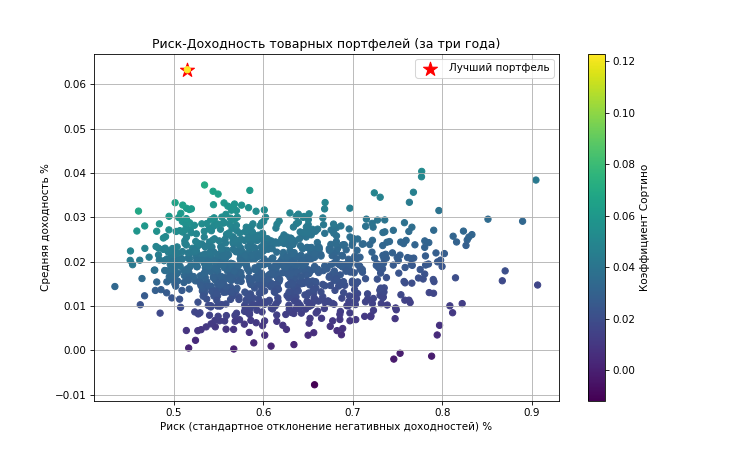 Риск-Доходность товарных портфелей (за три года)
Лучший портфель
Средняя доходность %
0.06
0.05
0.04
0.03
0.02
0.01
0.00
−0.01
0.5 0.6 0.7 0.8 0.9
Риск (стандартное отклонение негативных доходностей) %
0.12
0.10
0.08
0.06
0.04
0.02
0.00
Коэффициент Сортино